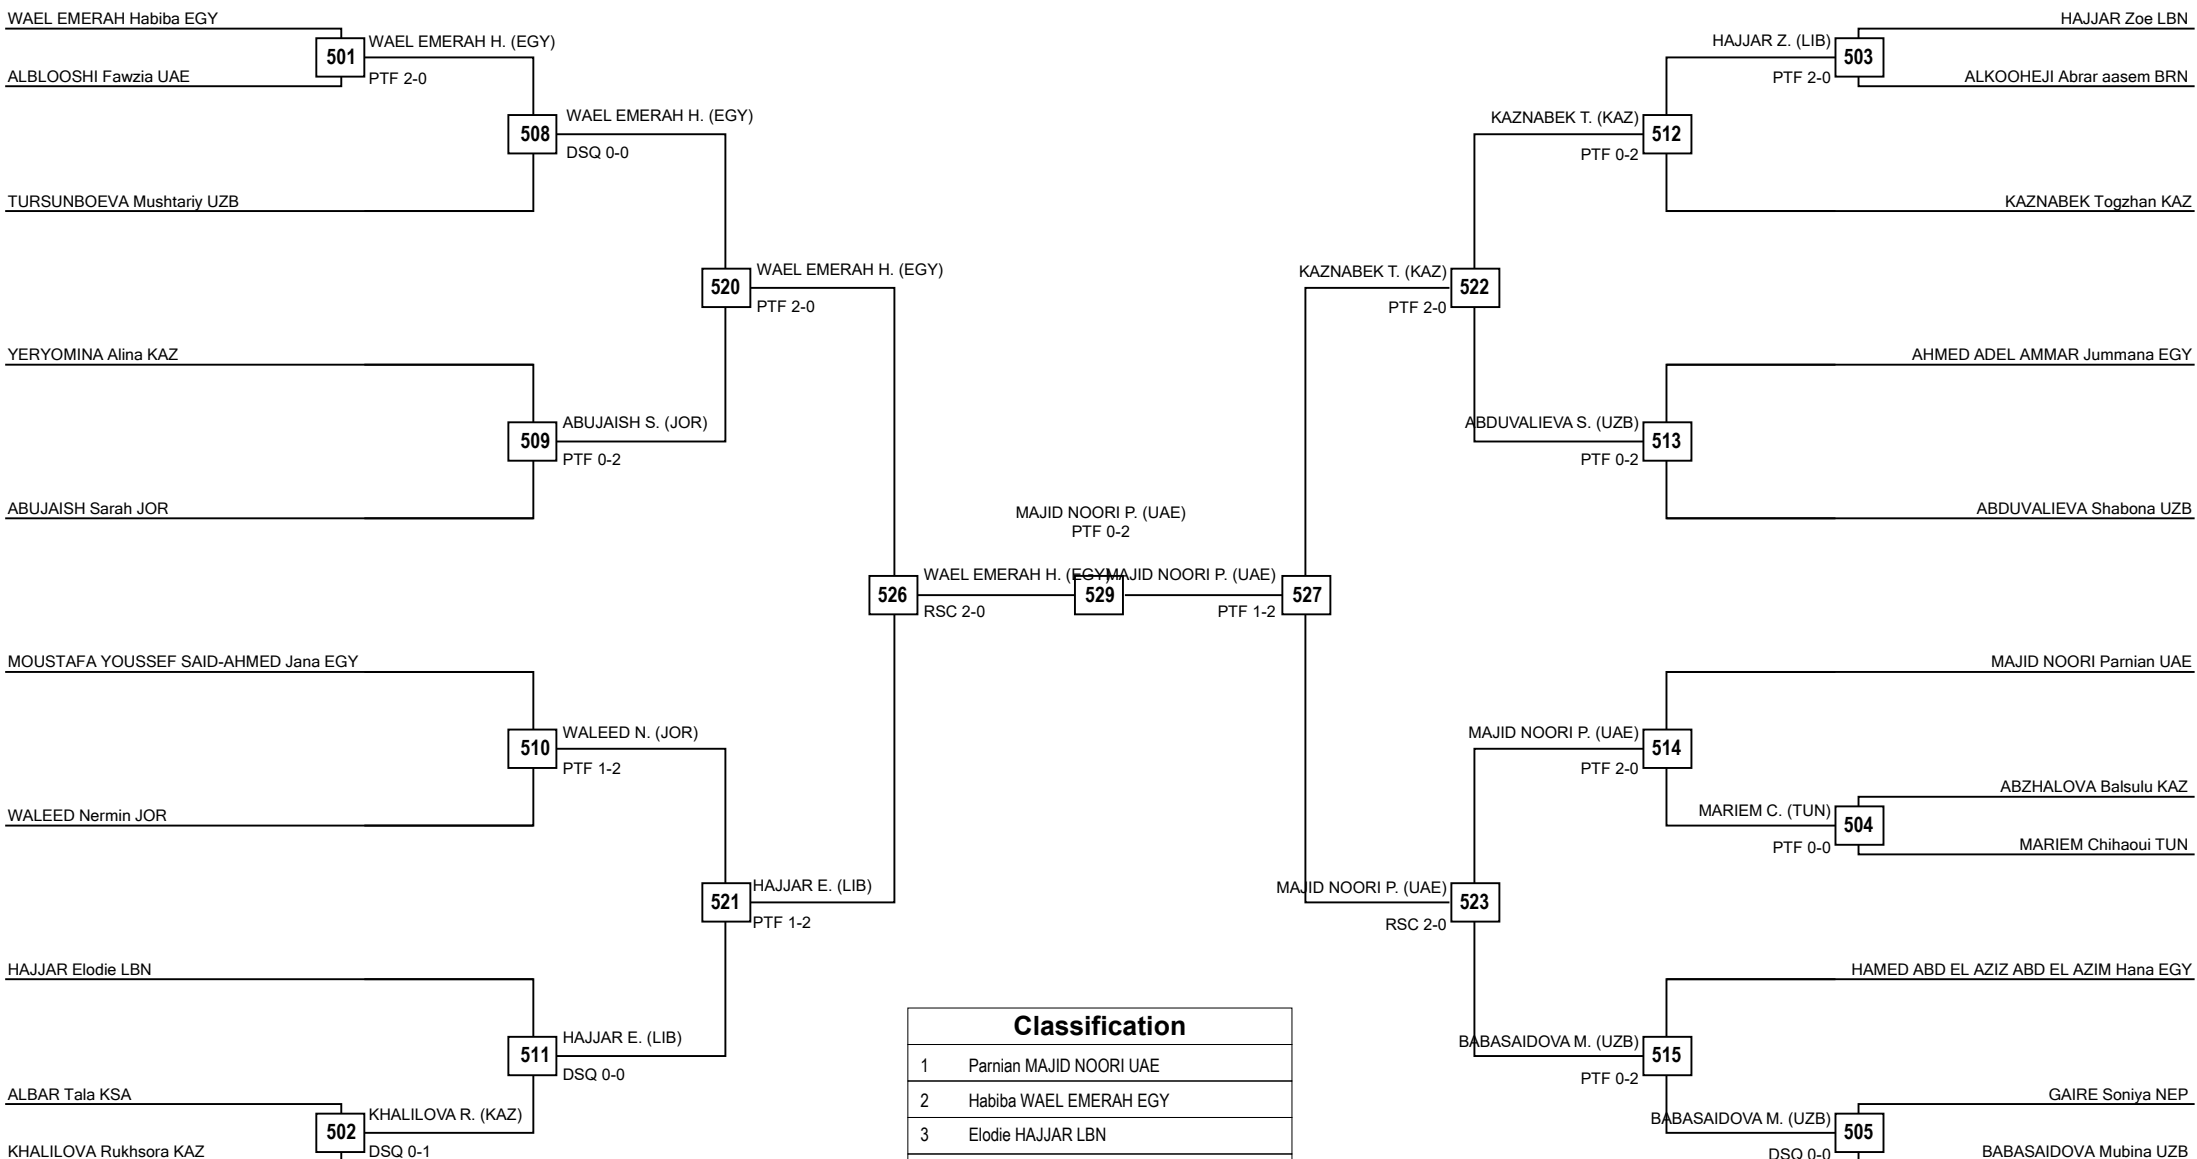 WAEL EMERAH Habiba EGY
501
WAEL EMERAH H. (EGY)
PTF 2-0
ALBLOOSHI Fawzia UAE
508
WAEL EMERAH H. (EGY)
DSQ 0-0
TURSUNBOEVA Mushtariy UZB
520
WAEL EMERAH H. (EGY)
PTF 2-0
YERYOMINA Alina KAZ
509
ABUJAISH S. (JOR)
PTF 0-2
ABUJAISH Sarah JOR
526
WAEL EMERAH H. (EGY)
RSC 2-0
MOUSTAFA YOUSSEF SAID-AHMED Jana EGY
510
WALEED N. (JOR)
PTF 1-2
WALEED Nermin JOR
521
HAJJAR E. (LIB)
PTF 1-2
HAJJAR Elodie LBN
511
HAJJAR E. (LIB)
DSQ 0-0
ALBAR Tala KSA
502
KHALILOVA R. (KAZ)
DSQ 0-1
KHALILOVA Rukhsora KAZ
MAJID NOORI P. (UAE)
PTF 0-2
529
MAJID NOORI P. (UAE)
PTF 1-2
527
HAJJAR Zoe LBN
HAJJAR Z. (LIB)
503
PTF 2-0
ALKOOHEJI Abrar aasem BRN
KAZNABEK T. (KAZ)
512
PTF 0-2
KAZNABEK Togzhan KAZ
KAZNABEK T. (KAZ)
522
PTF 2-0
AHMED ADEL AMMAR Jummana EGY
ABDUVALIEVA S. (UZB)
513
PTF 0-2
ABDUVALIEVA Shabona UZB
MAJID NOORI Parnian UAE
MAJID NOORI P. (UAE)
514
PTF 2-0
ABZHALOVA Balsulu KAZ
MARIEM C. (TUN)
504
PTF 0-0
MARIEM Chihaoui TUN
MAJID NOORI P. (UAE)
523
RSC 2-0
HAMED ABD EL AZIZ ABD EL AZIM Hana EGY
BABASAIDOVA M. (UZB)
515
PTF 0-2
GAIRE Soniya NEP
BABASAIDOVA M. (UZB)
505
DSQ 0-0
BABASAIDOVA Mubina UZB
Classification
1 Parnian MAJID NOORI UAE
2 Habiba WAEL EMERAH EGY
3 Elodie HAJJAR LBN